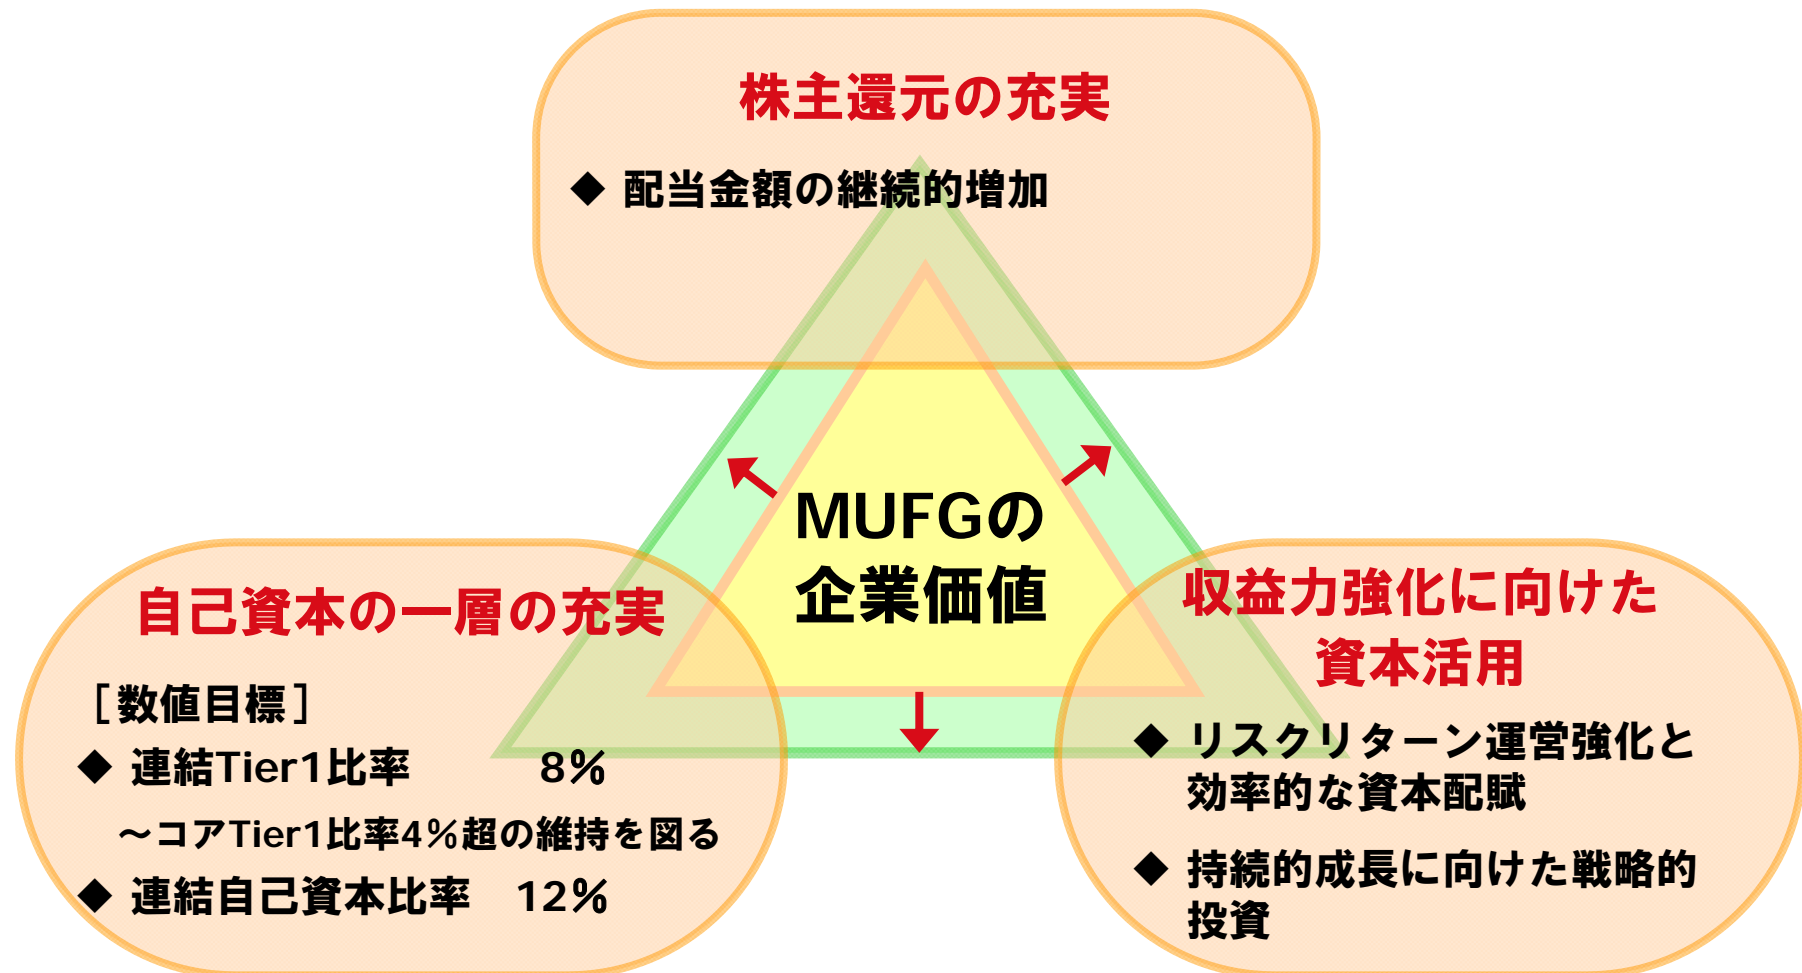 株主還元の充実
◆ 配当金額の継続的増加
MUFGの
企業価値
自己資本の一層の充実
［数値目標］
◆ 連結Tier1比率 8%
～コアTier1比率4%超の維持を図る
◆ 連結自己資本比率 12%
収益力強化に向けた
資本活用
◆ リスクリターン運営強化と
効率的な資本配賦
◆ 持続的成長に向けた戦略的
投資